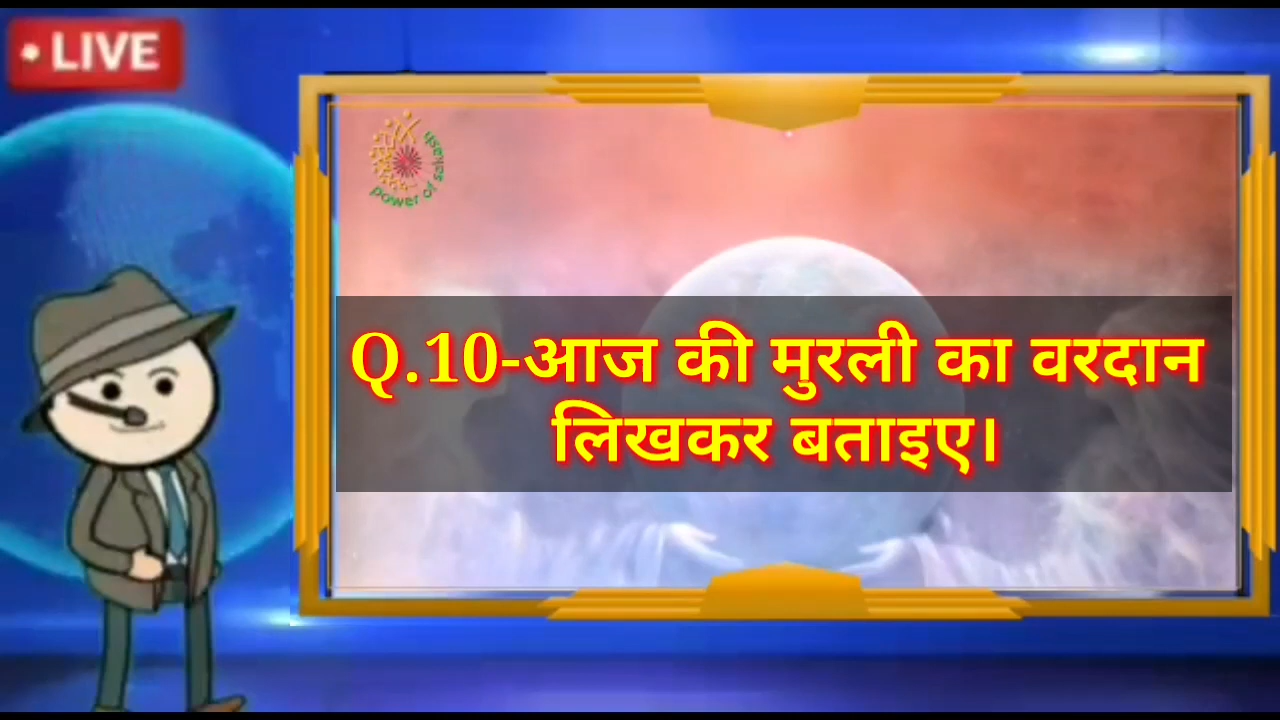 LIVE
power of sakash
Q.10-आज की मुरली का वरदान
लिखकर बताइए।